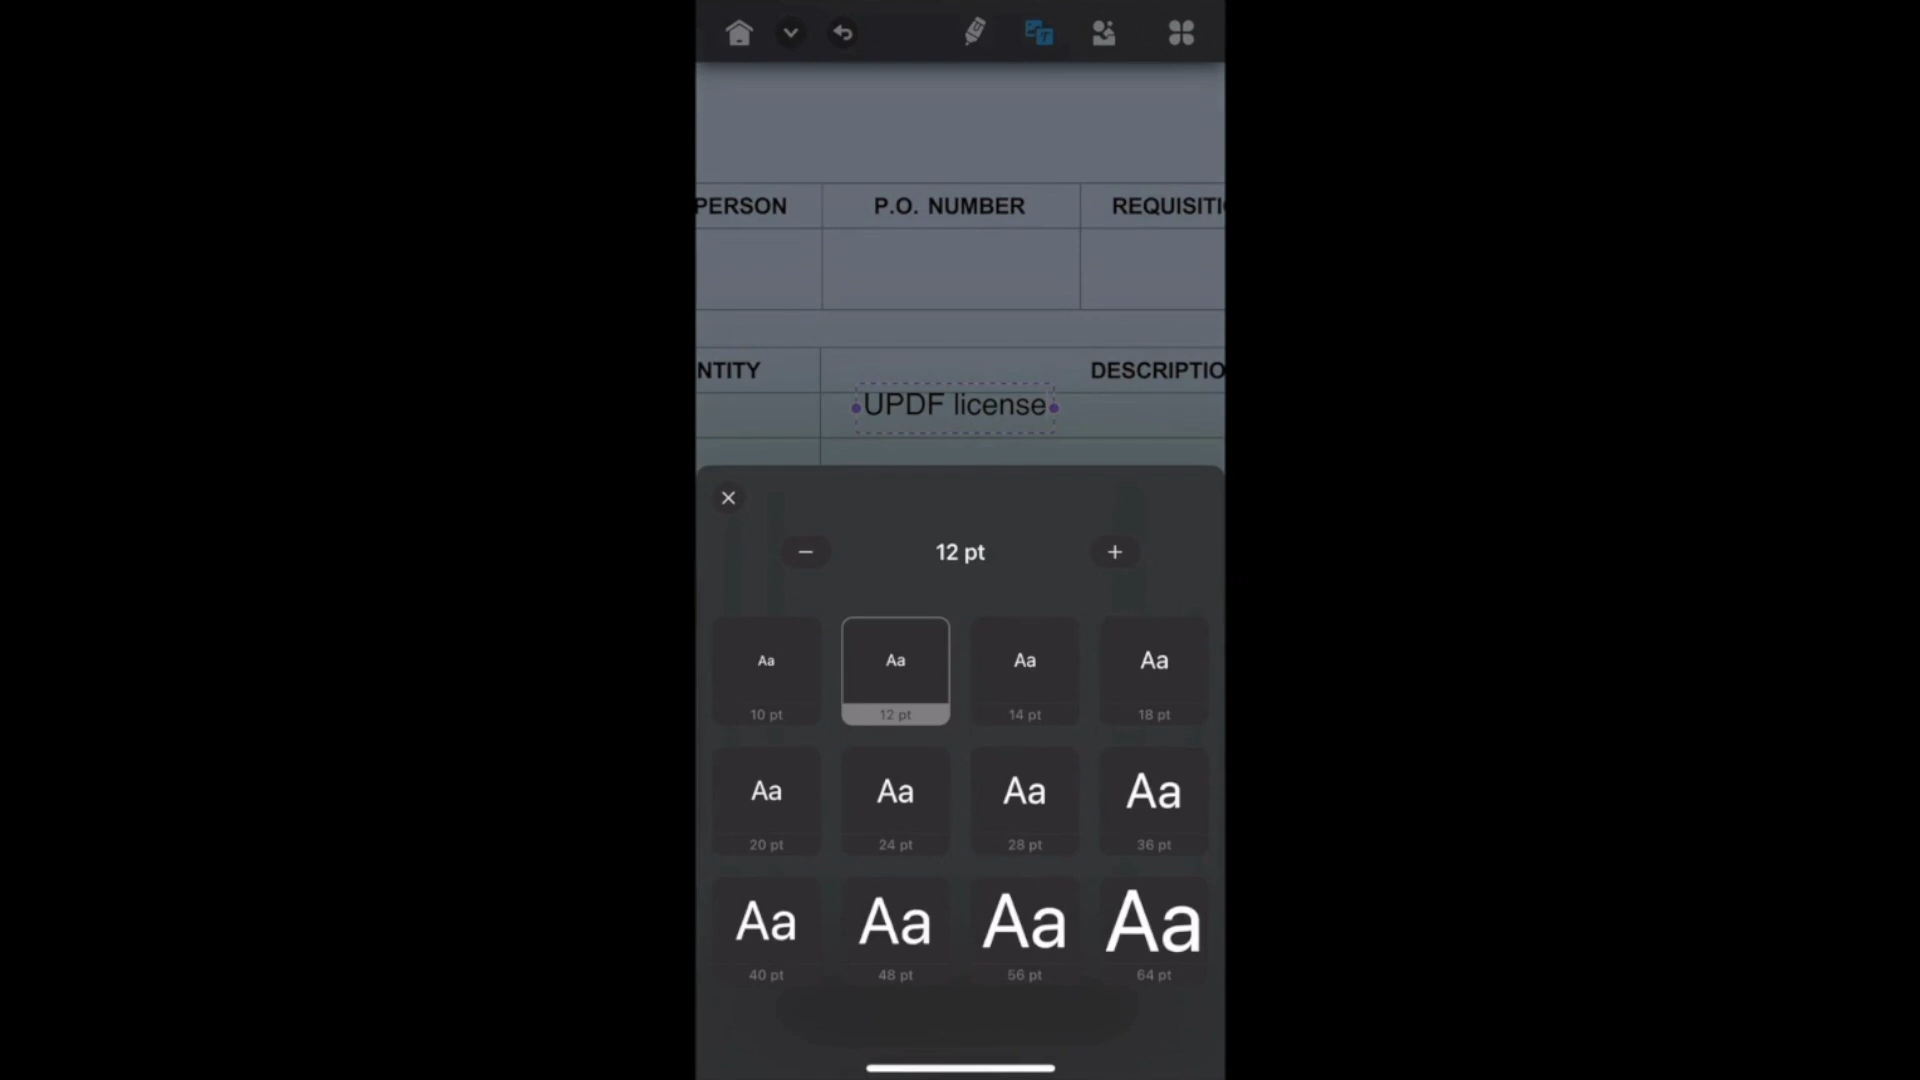 PERSON P.O. NUMBER REQUISITI
NTITY DESCRIPTIO
UPDF license
12 pt
Aa Aa Aa Aa
10 pt 12 pt 14 pt 18 pt
Aa Aa Aa Aa
20 pt 24 pt 28 pt 36 pt
Aa Aa Aa Aa
40 pt 48 pt 56 pt 64 pt